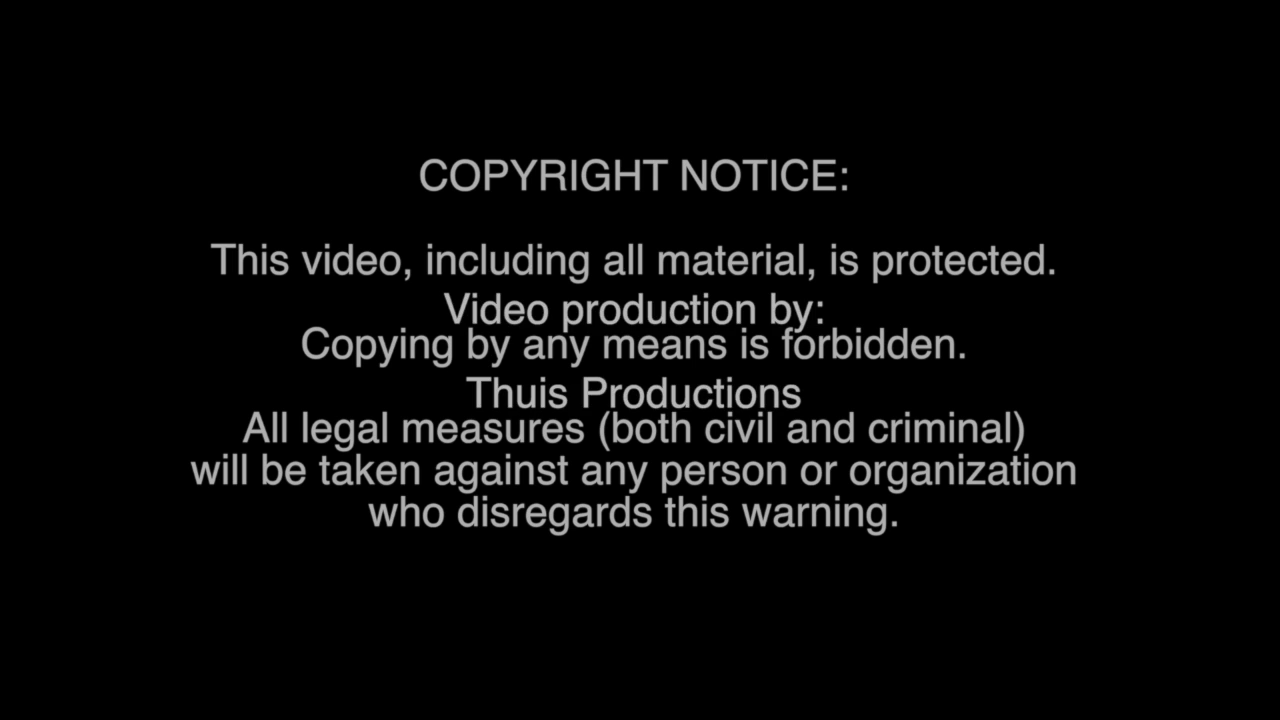 COPYRIGHT NOTICE:
This video, including all material, is protected.
Video production by:
Copying by any means is forbidden.
Thuis Productions
All legal measures (both civil and criminal)
will be taken against any person or organization
who disregards this warning.